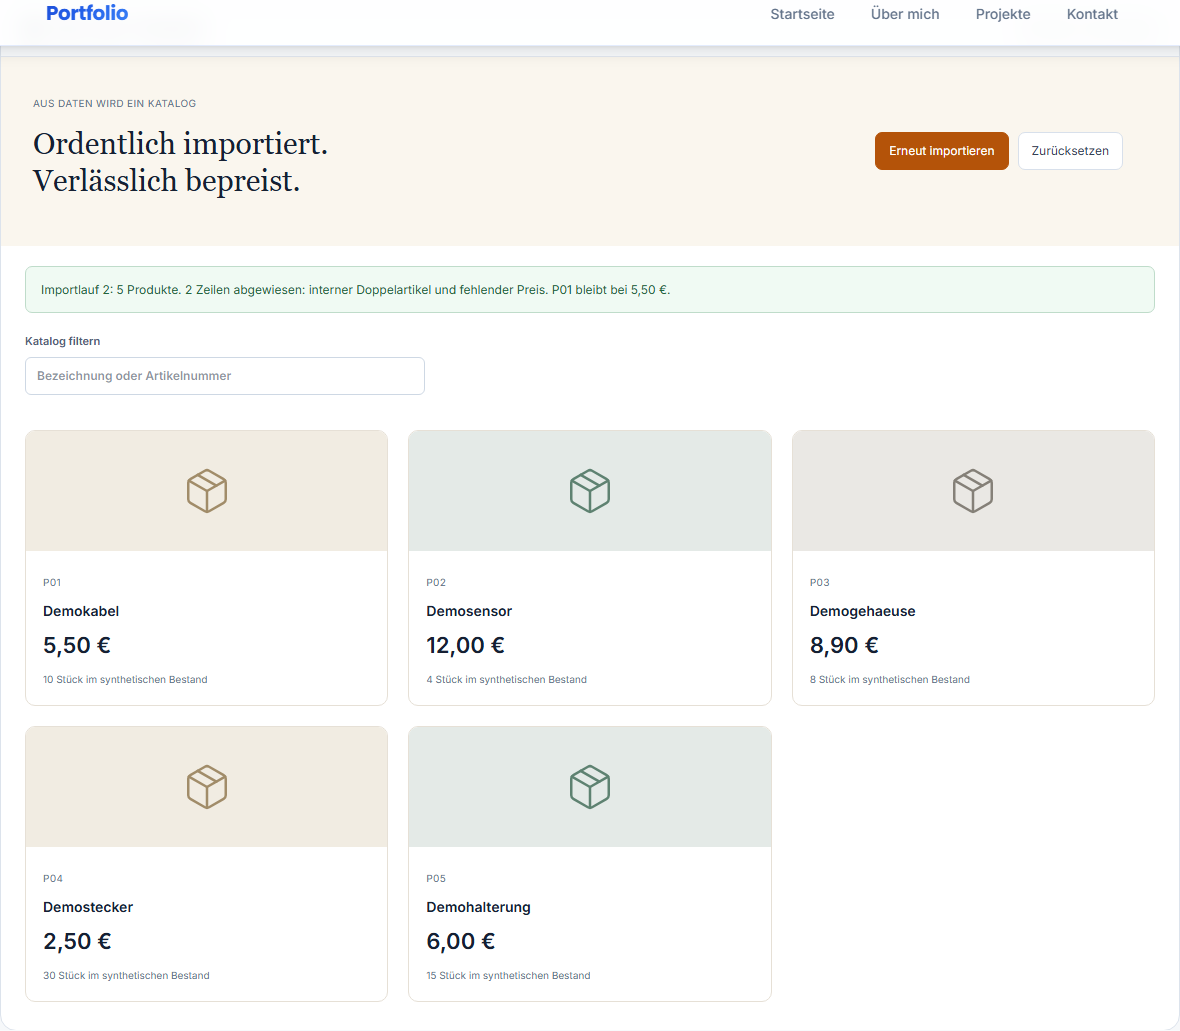 Portfolio
Startseite
Über mich
Projekte
Kontakt
AUS DATEN WIRD EIN KATALOG
Ordentlich importiert.
Verlässlich bepreist.
Erneut importieren
Zurücksetzen
Importlauf 2: 5 Produkte. 2 Zeilen abgewiesen: interner Doppelartikel und fehlender Preis. P01 bleibt bei 5,50 €.
Katalog filtern
Bezeichnung oder Artikelnummer
P01
Demokabel
5,50 €
10 Stück im synthetischen Bestand
P02
Demosensor
12,00 €
4 Stück im synthetischen Bestand
P03
Demogehaeuse
8,90 €
8 Stück im synthetischen Bestand
P04
Demostecker
2,50 €
30 Stück im synthetischen Bestand
P05
Demohalterung
6,00 €
15 Stück im synthetischen Bestand